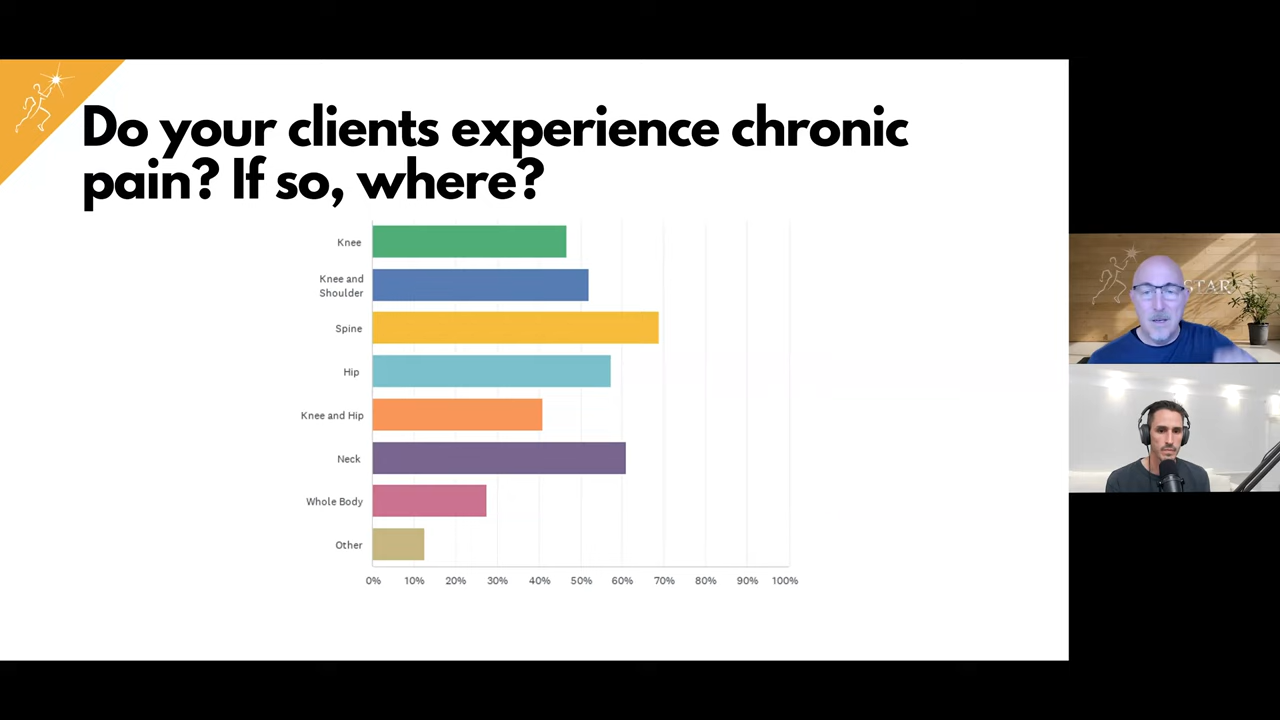 Do your clients experience chronic
pain? If so, where?
Knee
Knee and
Shoulder
Spine
Hip
Knee and Hip
Neck
Whole Body
Other
0% 10% 20% 30% 40% 50% 60% 70% 80% 90% 100%
STAR